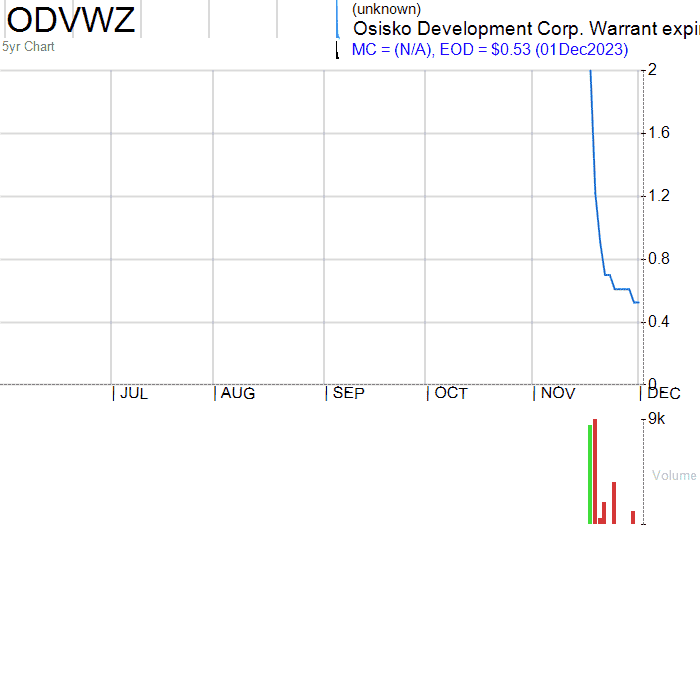 ODVWZ
(unknown)
Osisko Development Corp. Warrant expi
5yr Chart
MC = (N/A), EOD = $0.53 (01Dec2023)
2
1.6
1.2
0.8
0.4
0
JUL
AUG
SEP
OCT
NOV
DEC
9k
Volume